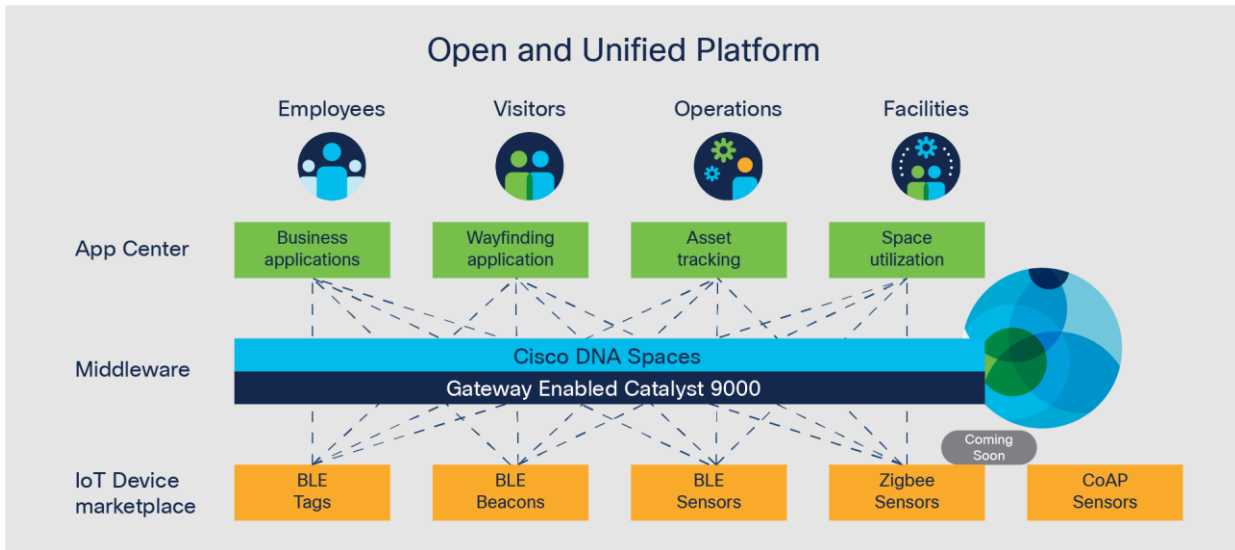 Open and Unified Platform
Employees
Visitors
Operations
Facilities
App Center
Business
applications
Wayfinding
application
Asset
tracking
Space
utilization
Middleware
Cisco DNA Spaces
Gateway Enabled Catalyst 9000
Coming
Soon
IoT Device
marketplace
BLE
Tags
BLE
Beacons
BLE
Sensors
Zigbee
Sensors
CoAP
Sensors